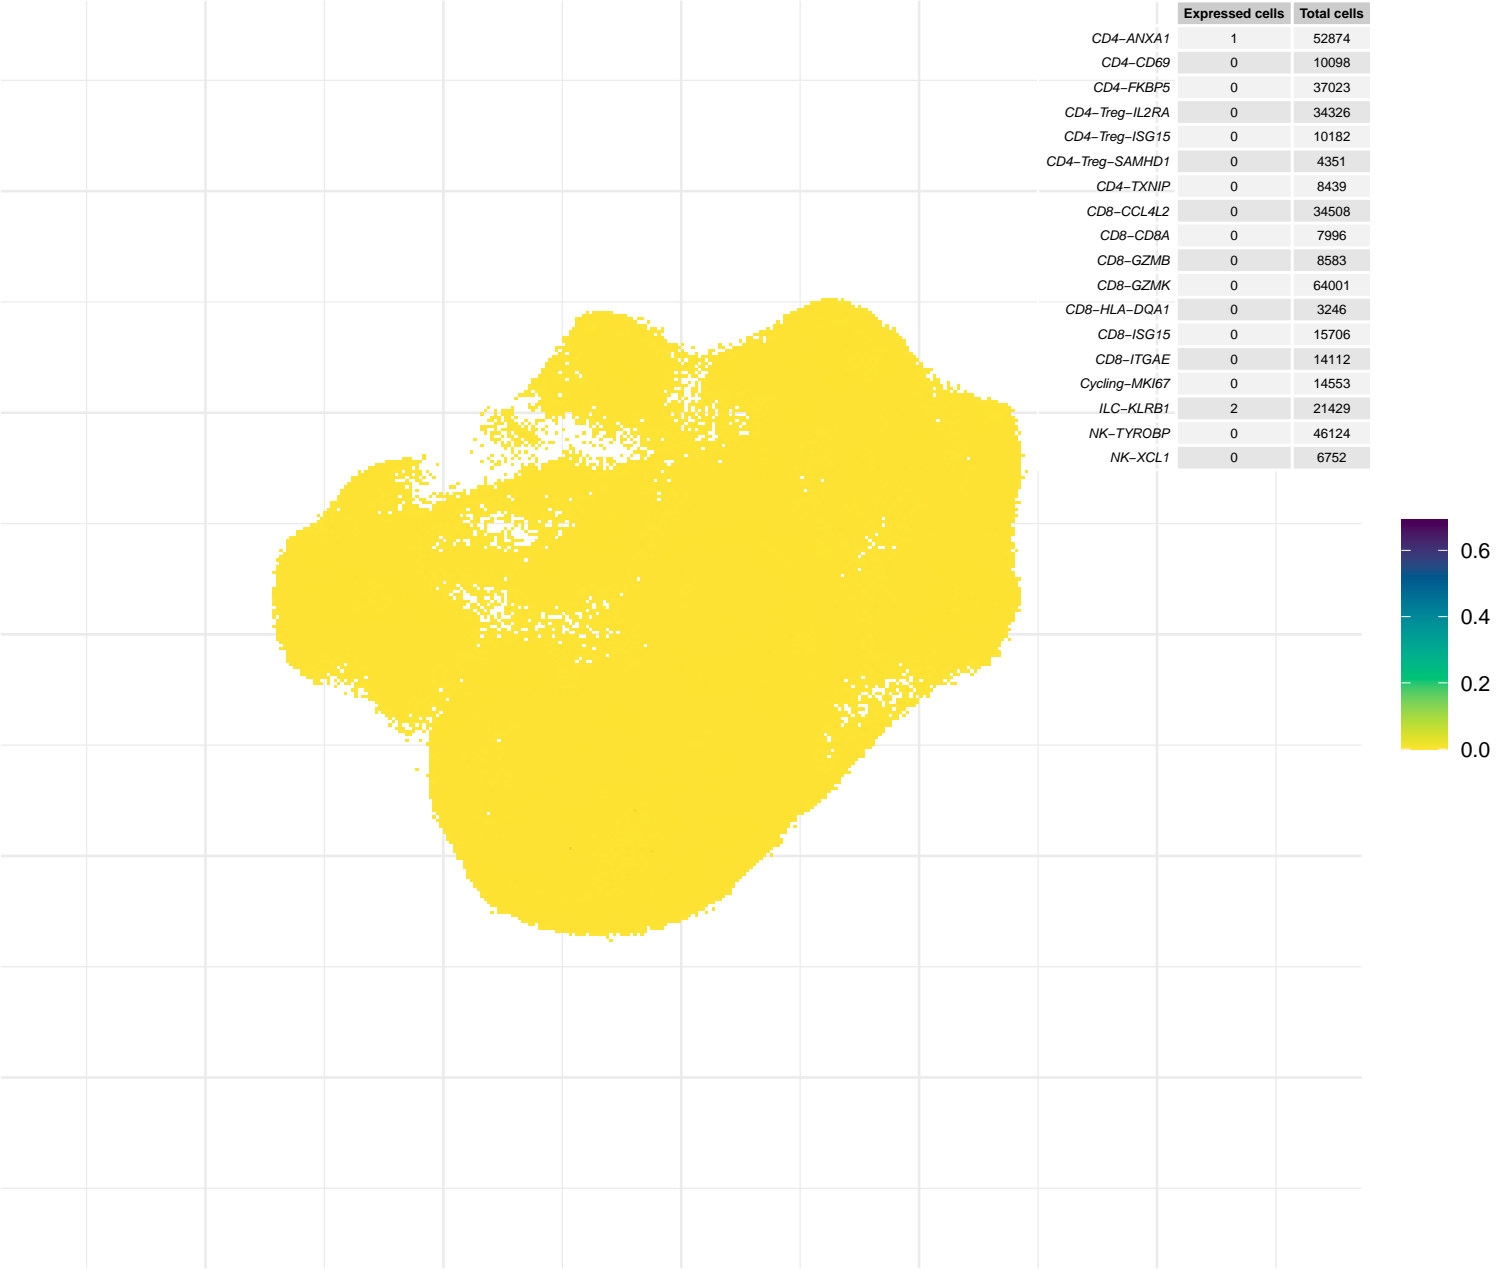 Expressed cells Total cells
CD4−ANXA1 1 52874
CD4−CD69 0 10098
CD4−FKBP5 0 37023
CD4−Treg−IL2RA 0 34326
CD4−Treg−ISG15 0 10182
CD4−Treg−SAMHD1 0 4351
CD4−TXNIP 0 8439
CD8−CCL4L2 0 34508
CD8−CD8A 0 7996
CD8−GZMB 0 8583
CD8−GZMK 0 64001
CD8−HLA−DQA1 0 3246
CD8−ISG15 0 15706
CD8−ITGAE 0 14112
Cycling−MKI67 0 14553
ILC−KLRB1 2 21429
NK−TYROBP 0 46124
NK−XCL1 0 6752
0.6
0.4
0.2
0.0